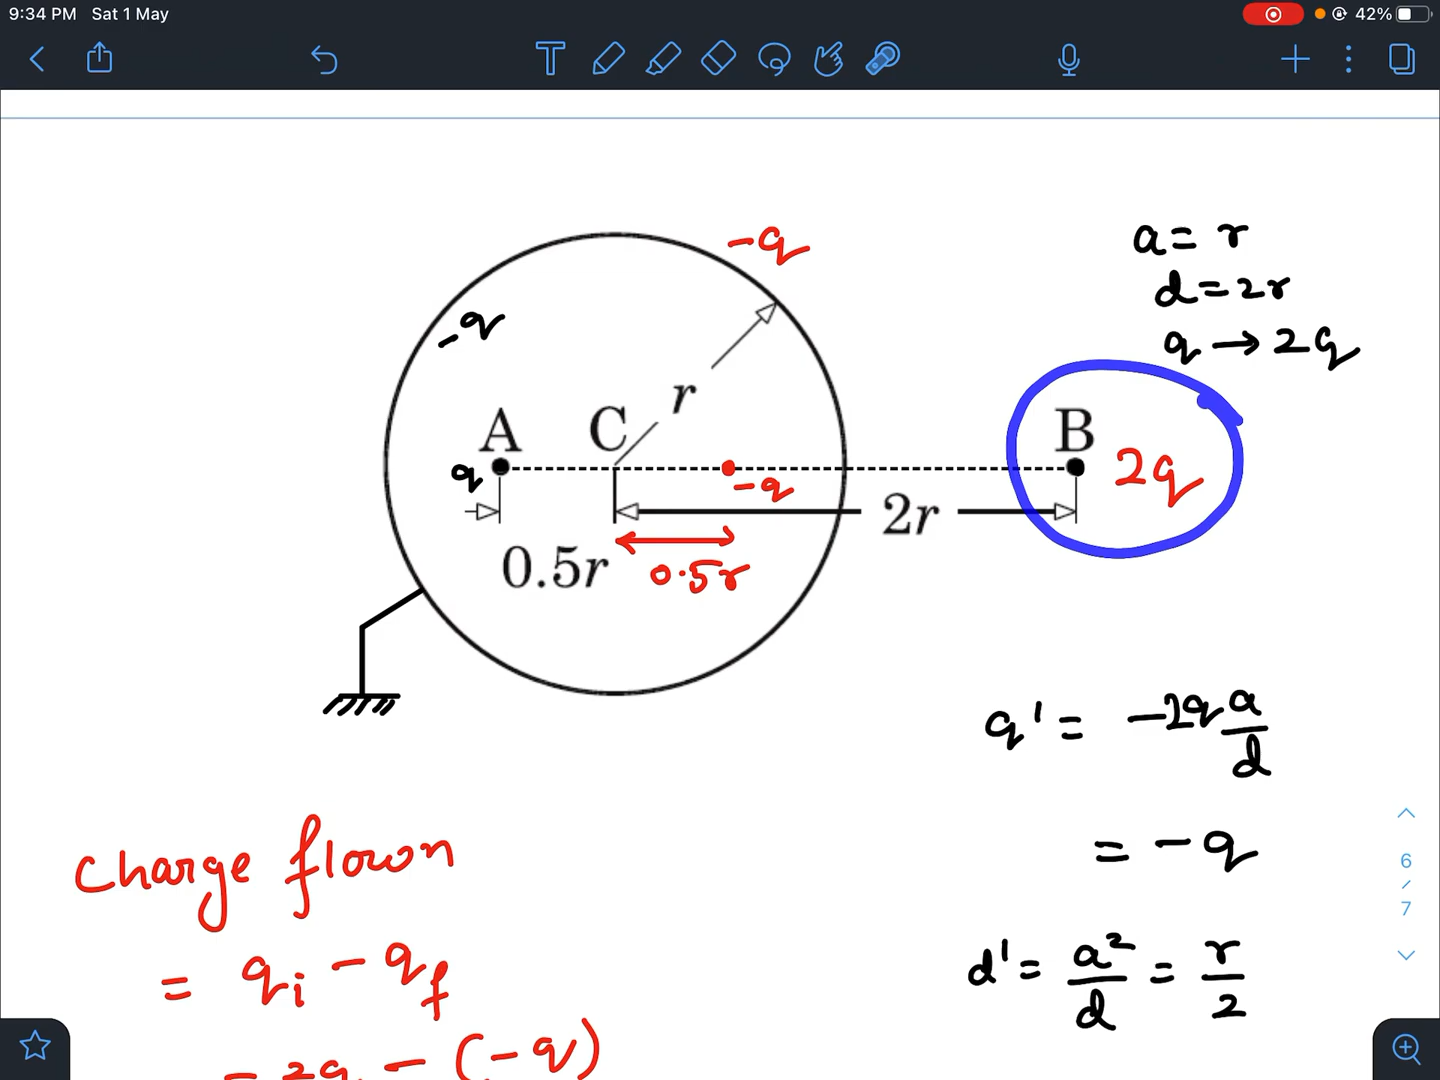 9:34 PM Sat 1 May
42%
T
-q
a = r
d = 2r
q → 2q
-q
r
A
C
B
q
-q
2q
2r
0.5r
0.5r
q' = -2q a/d
= -q
Charge flown
= qi - qf
= 2q - (-q)
d' = a²/d = r/2
6
/
7